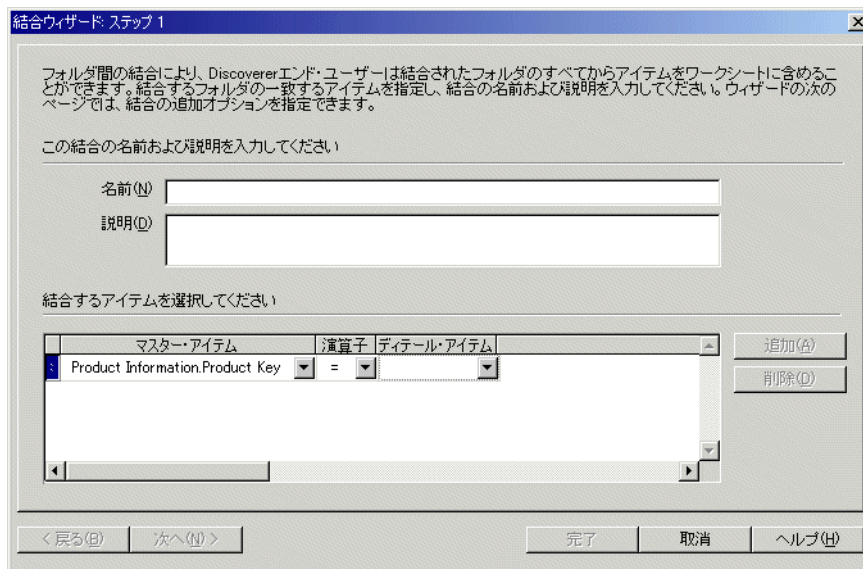 結合ウィザード: ステップ 1
フォルダ間の結合により、Discovererエンド・ユーザーは結合されたフォルダのすべてからアイテムをワークシートに含めるこ
とができます。結合するフォルダの一致するアイテムを指定し、結合の名前および説明を入力してください。ウィザードの次の
ページでは、結合の追加オプションを指定できます。
この結合の名前および説明を入力してください
名前(N)
説明(D)
結合するアイテムを選択してください
マスター・アイテム 演算子 ディテール・アイテム
追加(A)
Product Information.Product Key =
削除(D)
< 戻る(B) 次へ(N) > 完了 取消 ヘルプ(H)